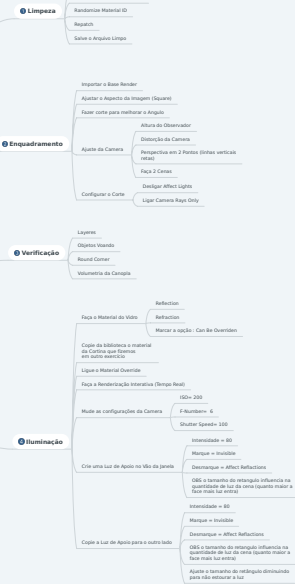 1 Limpeza
Randomize Material ID
Repatch
Salve o Arquivo Limpo
2 Enquadramento
Importar o Base Render
Ajustar o Aspecto da Imagem (Square)
Fazer corte para melhorar o Angulo
Ajuste da Camera
Altura do Observador
Distorção da Camera
Perspectiva em 2 Pontos (linhas verticais
retas)
Faça 2 Cenas
Configurar o Corte
Desligar Affect Lights
Ligar Camera Rays Only
3 Verificação
Layeres
Objetos Voando
Round Corner
Volumetria da Canopla
4 Iluminação
Faça o Material do Vidro
Reflection
Refraction
Marcar a opção : Can Be Overriden
Copie da biblioteca o material
da Cortina que fizemos
em outro exercício
Ligue o Material Override
Faça a Renderização Interativa (Tempo Real)
Mude as configurações da Camera
ISO= 200
F-Number= 6
Shutter Speed= 100
Crie uma Luz de Apoio no Vão da Janela
Intensidade = 80
Marque = Invisible
Desmarque = Affect Reflections
OBS o tamanho do retangulo influencia na
quantidade de luz da cena (quanto maior a
face mais luz entra)
Copie a Luz de Apoio para o outro lado
Intensidade = 80
Marque = Invisible
Desmarque = Affect Reflections
OBS o tamanho do retangulo influencia na
quantidade de luz da cena (quanto maior a
face mais luz entra)
Ajuste o tamanho do retângulo diminuindo
para não estourar a luz